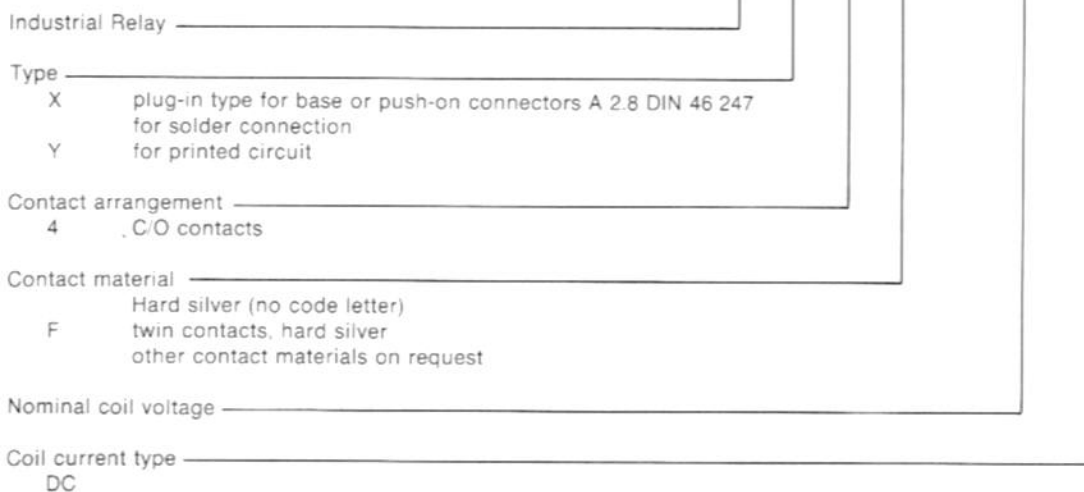 Industrial Relay
Type
X plug-in type for base or push-on connectors A 2.8 DIN 46 247
for solder connection
Y for printed circuit
Contact arrangement
4 C/O contacts
Contact material
Hard silver (no code letter)
F twin contacts, hard silver
other contact materials on request
Nominal coil voltage
Coil current type
DC